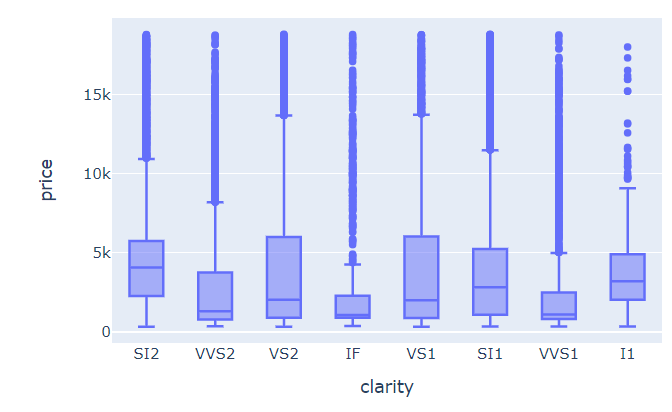 15k
10k
5k
0
price
SI2 VVS2 VS2 IF VS1 SI1 VVS1 I1
clarity